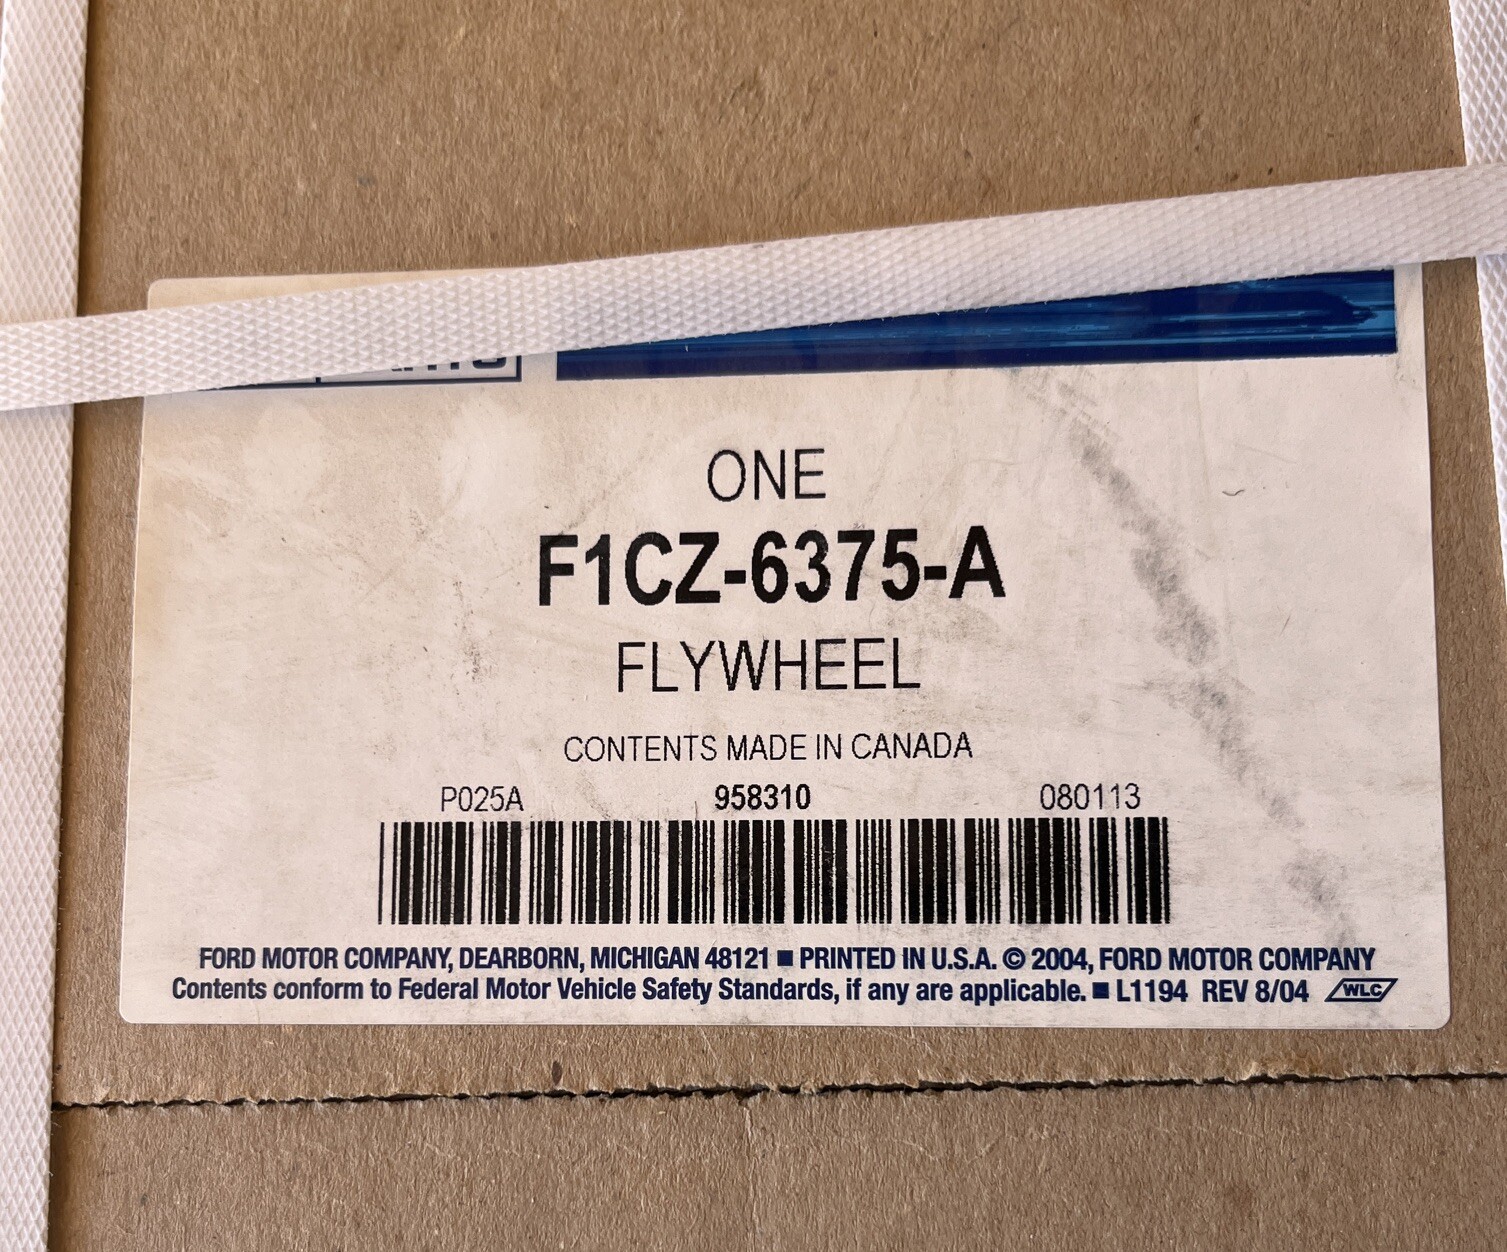 ONE
F1CZ-6375-A
FLYWHEEL
CONTENTS MADE IN CANADA
P025A 958310 080113
FORD MOTOR COMPANY, DEARBORN, MICHIGAN 48121 ■ PRINTED IN U.S.A. © 2004, FORD MOTOR COMPANY
Contents conform to Federal Motor Vehicle Safety Standards, if any are applicable. ■ L1194 REV 8/04 WLC